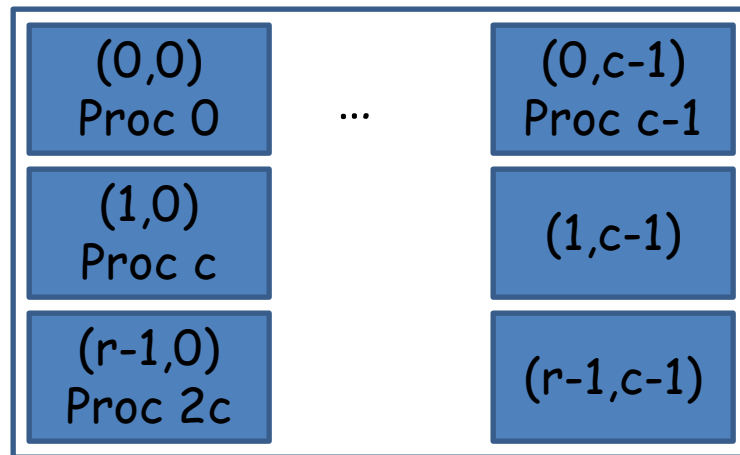 (0,0)
Proc 0
...
(0,c-1)
Proc c-1
(1,0)
Proc c
(1,c-1)
(r-1,0)
Proc 2c
(r-1,c-1)